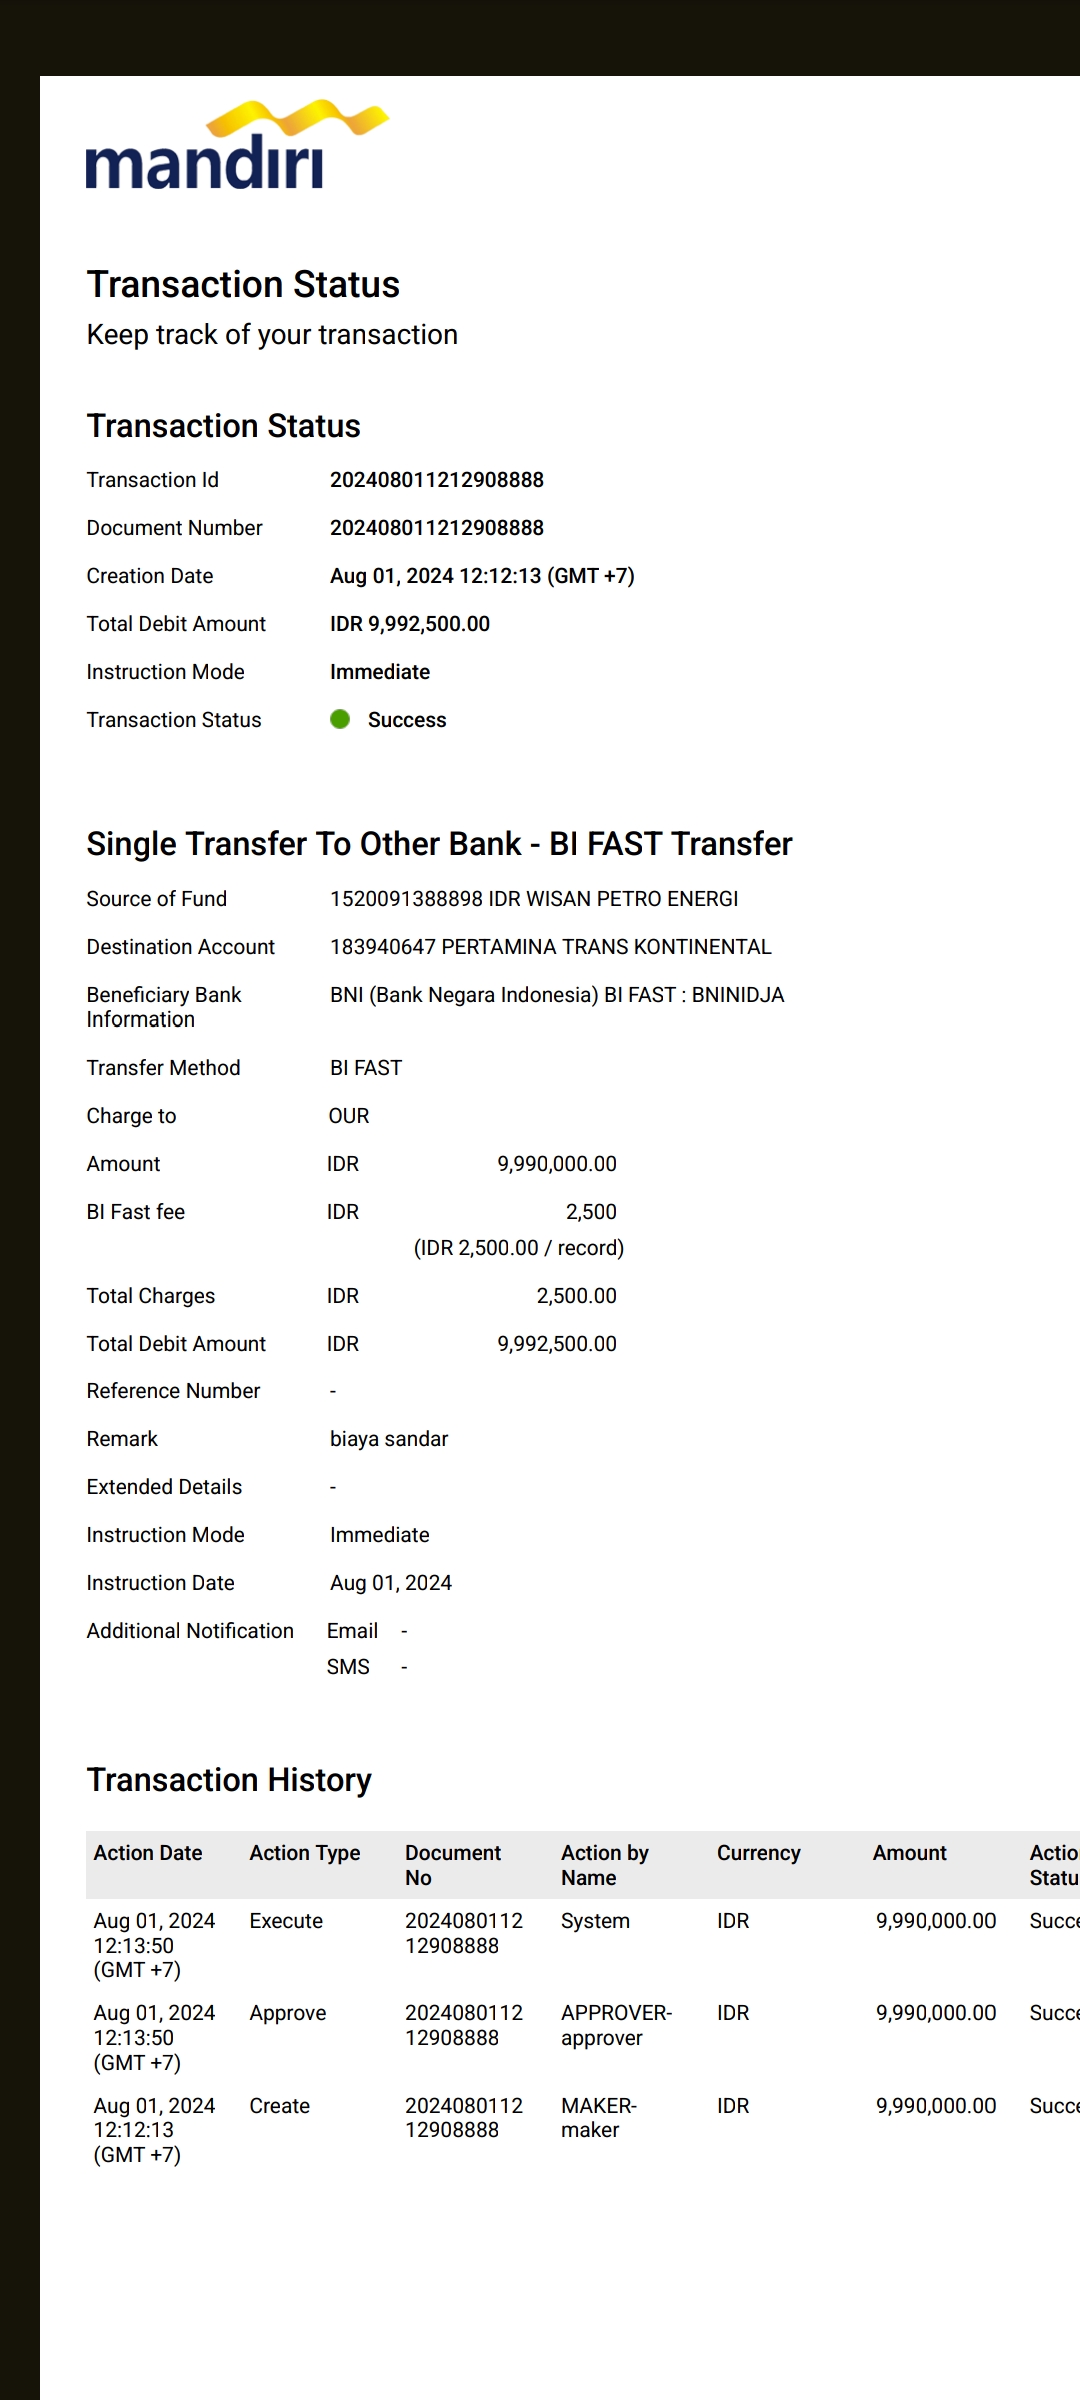 mandiri
Transaction Status
Keep track of your transaction
Transaction Status
Transaction Id 202408011212908888
Document Number 202408011212908888
Creation Date Aug 01, 2024 12:12:13 (GMT +7)
Total Debit Amount IDR 9,992,500.00
Instruction Mode Immediate
Transaction Status Success
Single Transfer To Other Bank - BI FAST Transfer
Source of Fund 1520091388898 IDR WISAN PETRO ENERGI
Destination Account 183940647 PERTAMINA TRANS KONTINENTAL
Beneficiary Bank BNI (Bank Negara Indonesia) BI FAST : BNINIDJA
Information
Transfer Method BI FAST
Charge to OUR
Amount IDR 9,990,000.00
BI Fast fee IDR 2,500
(IDR 2,500.00 / record)
Total Charges IDR 2,500.00
Total Debit Amount IDR 9,992,500.00
Reference Number -
Remark biaya sandar
Extended Details -
Instruction Mode Immediate
Instruction Date Aug 01, 2024
Additional Notification Email -
SMS -
Transaction History
Action Date Action Type Document Action by Currency Amount Actio
No Name Statu
Aug 01, 2024 Execute 2024080112 System IDR 9,990,000.00 Succe
12:13:50 12908888
(GMT +7)
Aug 01, 2024 Approve 2024080112 APPROVER- IDR 9,990,000.00 Succe
12:13:50 12908888 approver
(GMT +7)
Aug 01, 2024 Create 2024080112 MAKER- IDR 9,990,000.00 Succe
12:12:13 12908888 maker
(GMT +7)